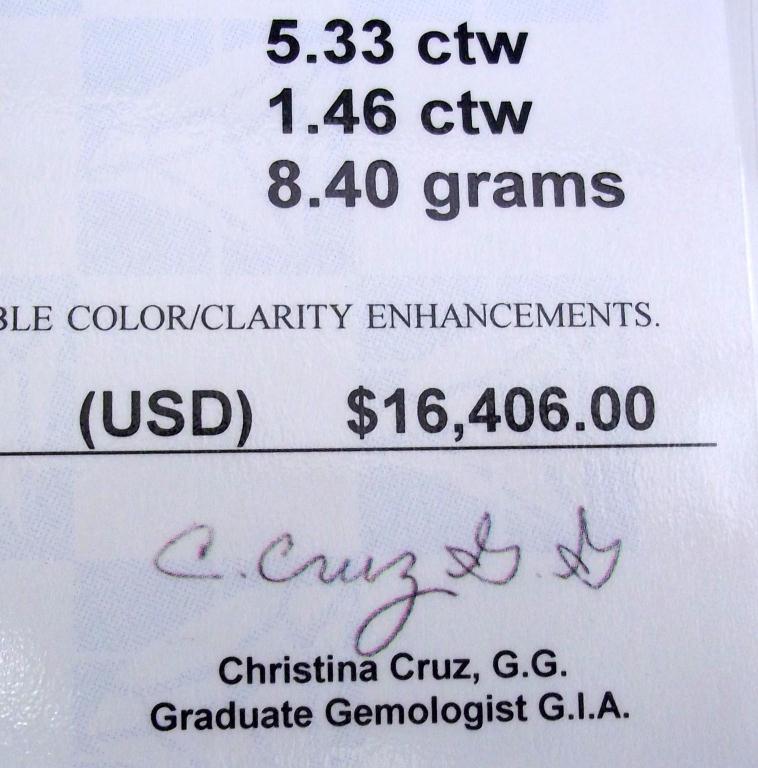 5.33 ctw
1.46 ctw
8.40 grams
BLE COLOR/CLARITY ENHANCEMENTS.
(USD) $16,406.00
C. Cruz G.G
Christina Cruz, G.G.
Graduate Gemologist G.I.A.